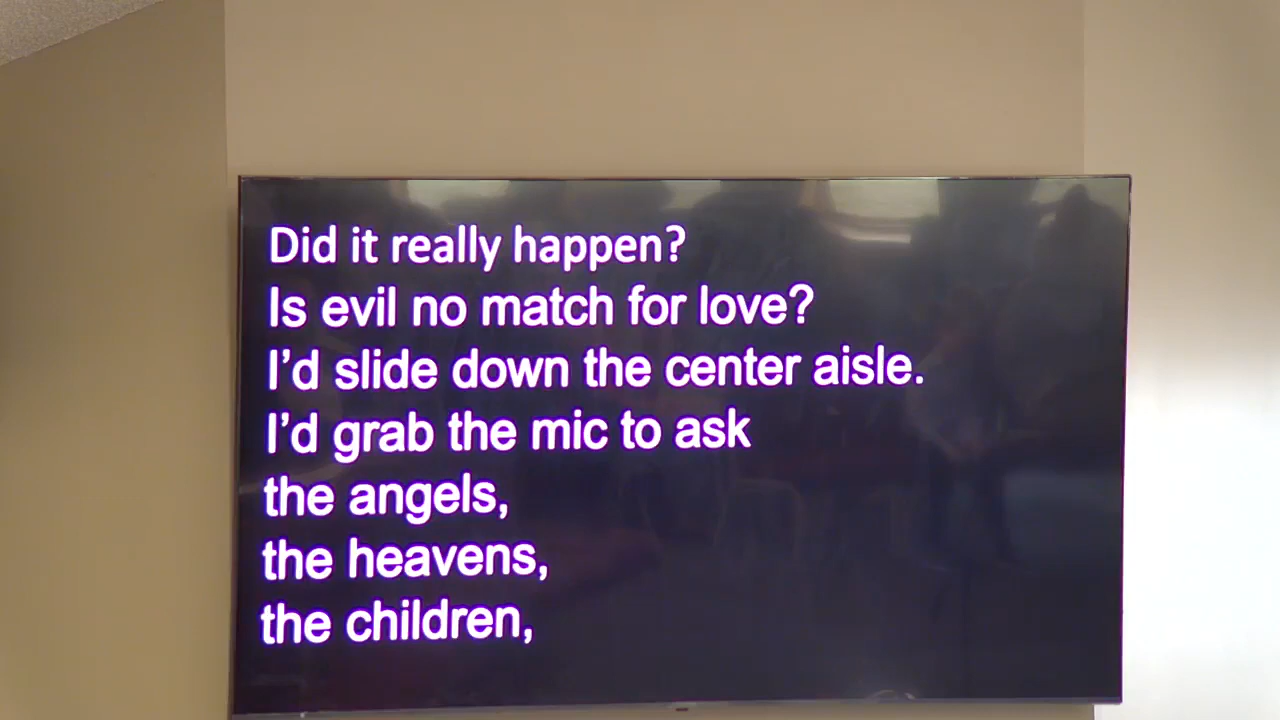 Did it really happen?
Is evil no match for love?
I’d slide down the center aisle.
I’d grab the mic to ask
the angels,
the heavens,
the children,